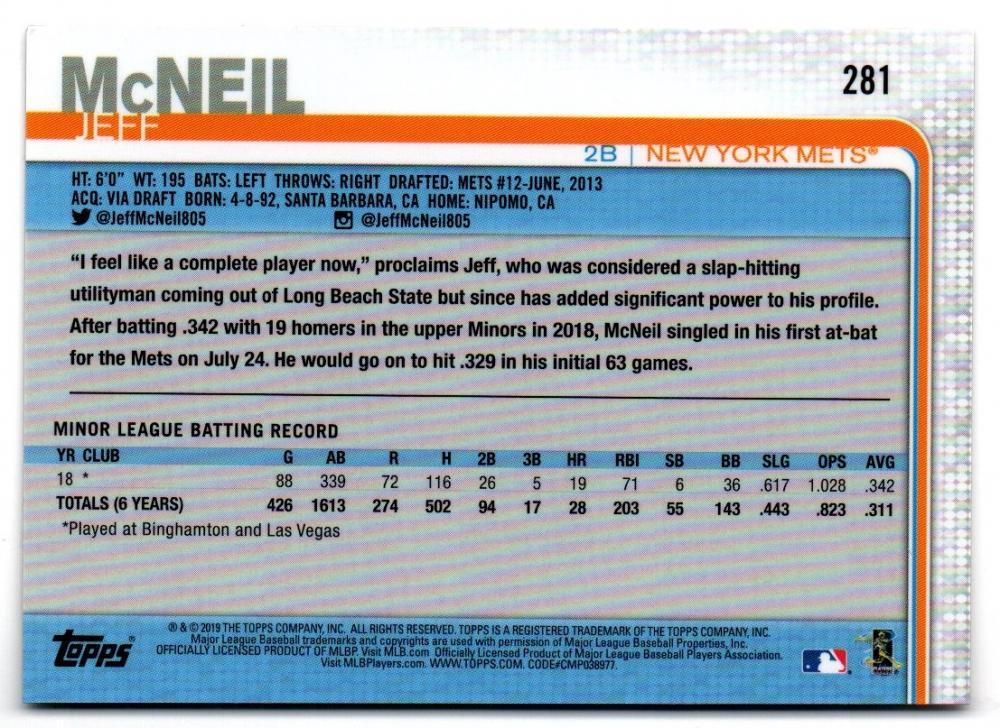 McNEIL
281
JEFF
2B | NEW YORK METS®
HT: 6'0" WT: 195 BATS: LEFT THROWS: RIGHT DRAFTED: METS #12-JUNE, 2013
ACQ: VIA DRAFT BORN: 4-8-92, SANTA BARBARA, CA HOME: NIPOMO, CA
@JeffMcNeil805 @JeffMcNeil805
“I feel like a complete player now,” proclaims Jeff, who was considered a slap-hitting
utilityman coming out of Long Beach State but since has added significant power to his profile.
After batting .342 with 19 homers in the upper Minors in 2018, McNeil singled in his first at-bat
for the Mets on July 24. He would go on to hit .329 in his initial 63 games.
MINOR LEAGUE BATTING RECORD
YR CLUB G AB R H 2B 3B HR RBI SB BB SLG OPS AVG
18 * 88 339 72 116 26 5 19 71 6 36 .617 1.028 .342
TOTALS (6 YEARS) 426 1613 274 502 94 17 28 203 55 143 .443 .823 .311
*Played at Binghamton and Las Vegas
topps®
® & © 2019 THE TOPPS COMPANY, INC. ALL RIGHTS RESERVED. TOPPS IS A REGISTERED TRADEMARK OF THE TOPPS COMPANY, INC.
Major League Baseball trademarks and copyrights are used with permission of Major League Baseball Properties, Inc.
OFFICIALLY LICENSED PRODUCT OF MLBP. Visit MLB.com Officially Licensed Product of Major League Baseball Players Association.
Visit MLBPlayers.com. WWW.TOPPS.COM. CODE#CMP038977.